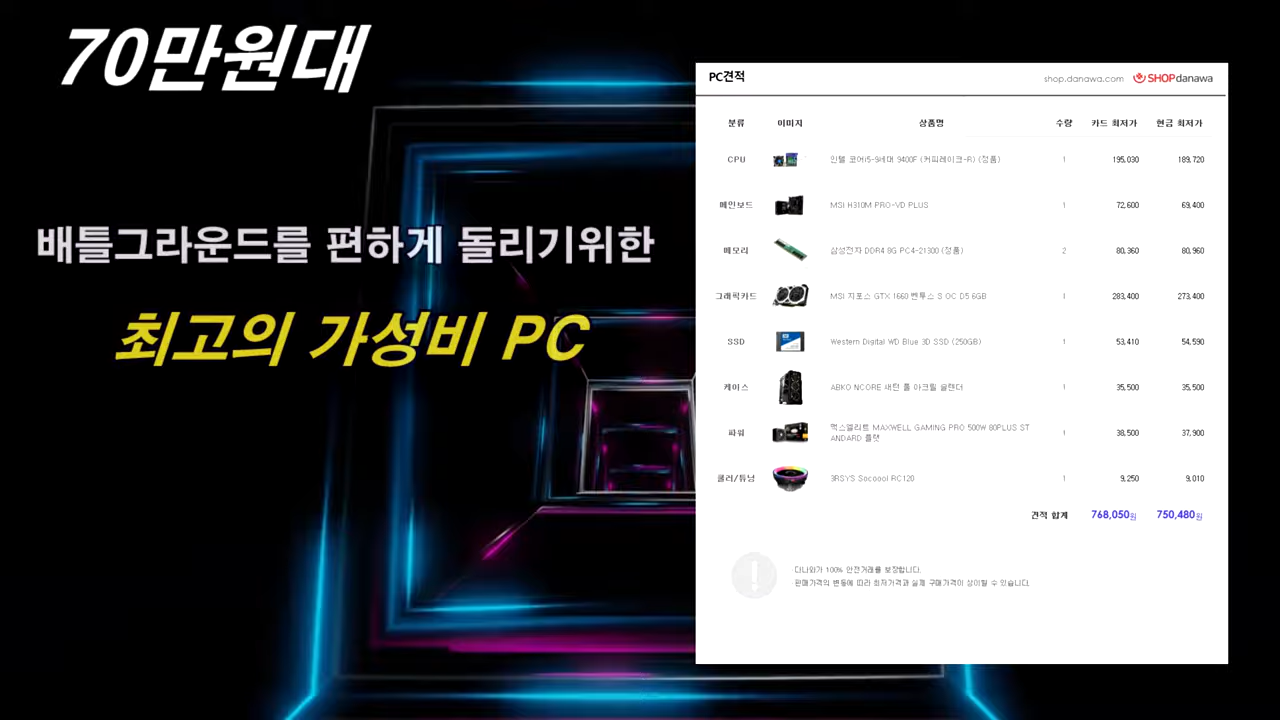 70만원대
배틀그라운드를 편하게 돌리기위한
최고의 가성비 PC
PC견적 shop.danawa.com SHOPdanawa
분류 이미지 상품명 수량 카드 최저가 현금 최저가
CPU 인텔 코어i5-9세대 9400F (커피레이크-R) (정품) 1 195,030 189,720
메인보드 MSI H310M PRO-VD PLUS 1 72,600 69,400
메모리 삼성전자 DDR4 8G PC4-21300 (정품) 2 80,360 80,960
그래픽카드 MSI 지포스 GTX 1660 벤투스 S OC D5 6GB 1 283,400 273,400
SSD Western Digital WD Blue 3D SSD (250GB) 1 53,410 54,590
케이스 ABKO NCORE 새턴 풀 아크릴 슬렌더 1 35,500 35,500
파워 맥스엘리트 MAXWELL GAMING PRO 500W 80PLUS ST
ANDARD 플랫 1 38,500 37,900
쿨러/튜닝 3RSYS Socoool RC120 1 9,250 9,010
견적 합계 768,050원 750,480원
다나와가 100% 안전거래를 보장합니다.
판매가격의 변동에 따라 최저가격과 실제 구매가격이 상이할 수 있습니다.